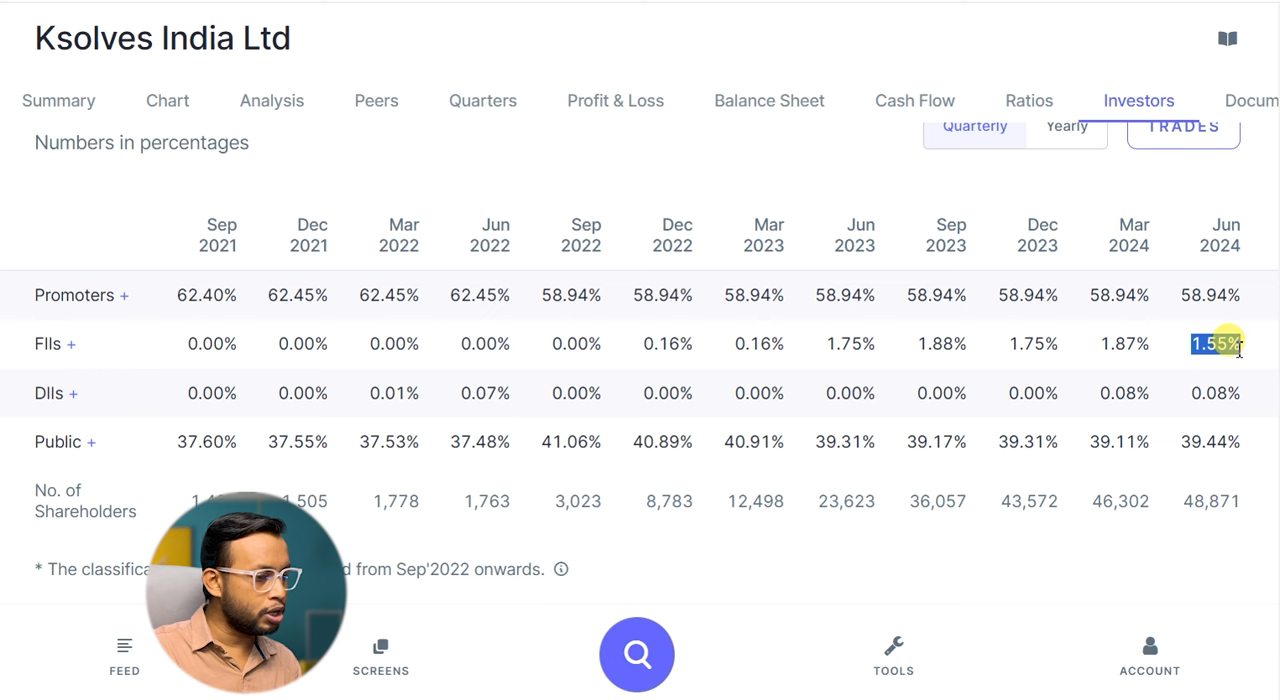 Ksolves India Ltd
Summary Chart Analysis Peers Quarters Profit & Loss Balance Sheet Cash Flow Ratios Investors Docum
Numbers in percentages Quarterly Yearly TRADES
Sep Dec Mar Jun Sep Dec Mar Jun Sep Dec Mar Jun
2021 2021 2022 2022 2022 2022 2023 2023 2023 2023 2024 2024
Promoters + 62.40% 62.45% 62.45% 62.45% 58.94% 58.94% 58.94% 58.94% 58.94% 58.94% 58.94% 58.94%
FIIs + 0.00% 0.00% 0.00% 0.00% 0.00% 0.16% 0.16% 1.75% 1.88% 1.75% 1.87% 1.55%
DIIs + 0.00% 0.00% 0.01% 0.07% 0.00% 0.00% 0.00% 0.00% 0.00% 0.00% 0.08% 0.08%
Public + 37.60% 37.55% 37.53% 37.48% 41.06% 40.89% 40.91% 39.31% 39.17% 39.31% 39.11% 39.44%
No. of
Shareholders 1,505 1,778 1,763 3,023 8,783 12,498 23,623 36,057 43,572 46,302 48,871
* The classifica d from Sep'2022 onwards.
FEED SCREENS TOOLS ACCOUNT